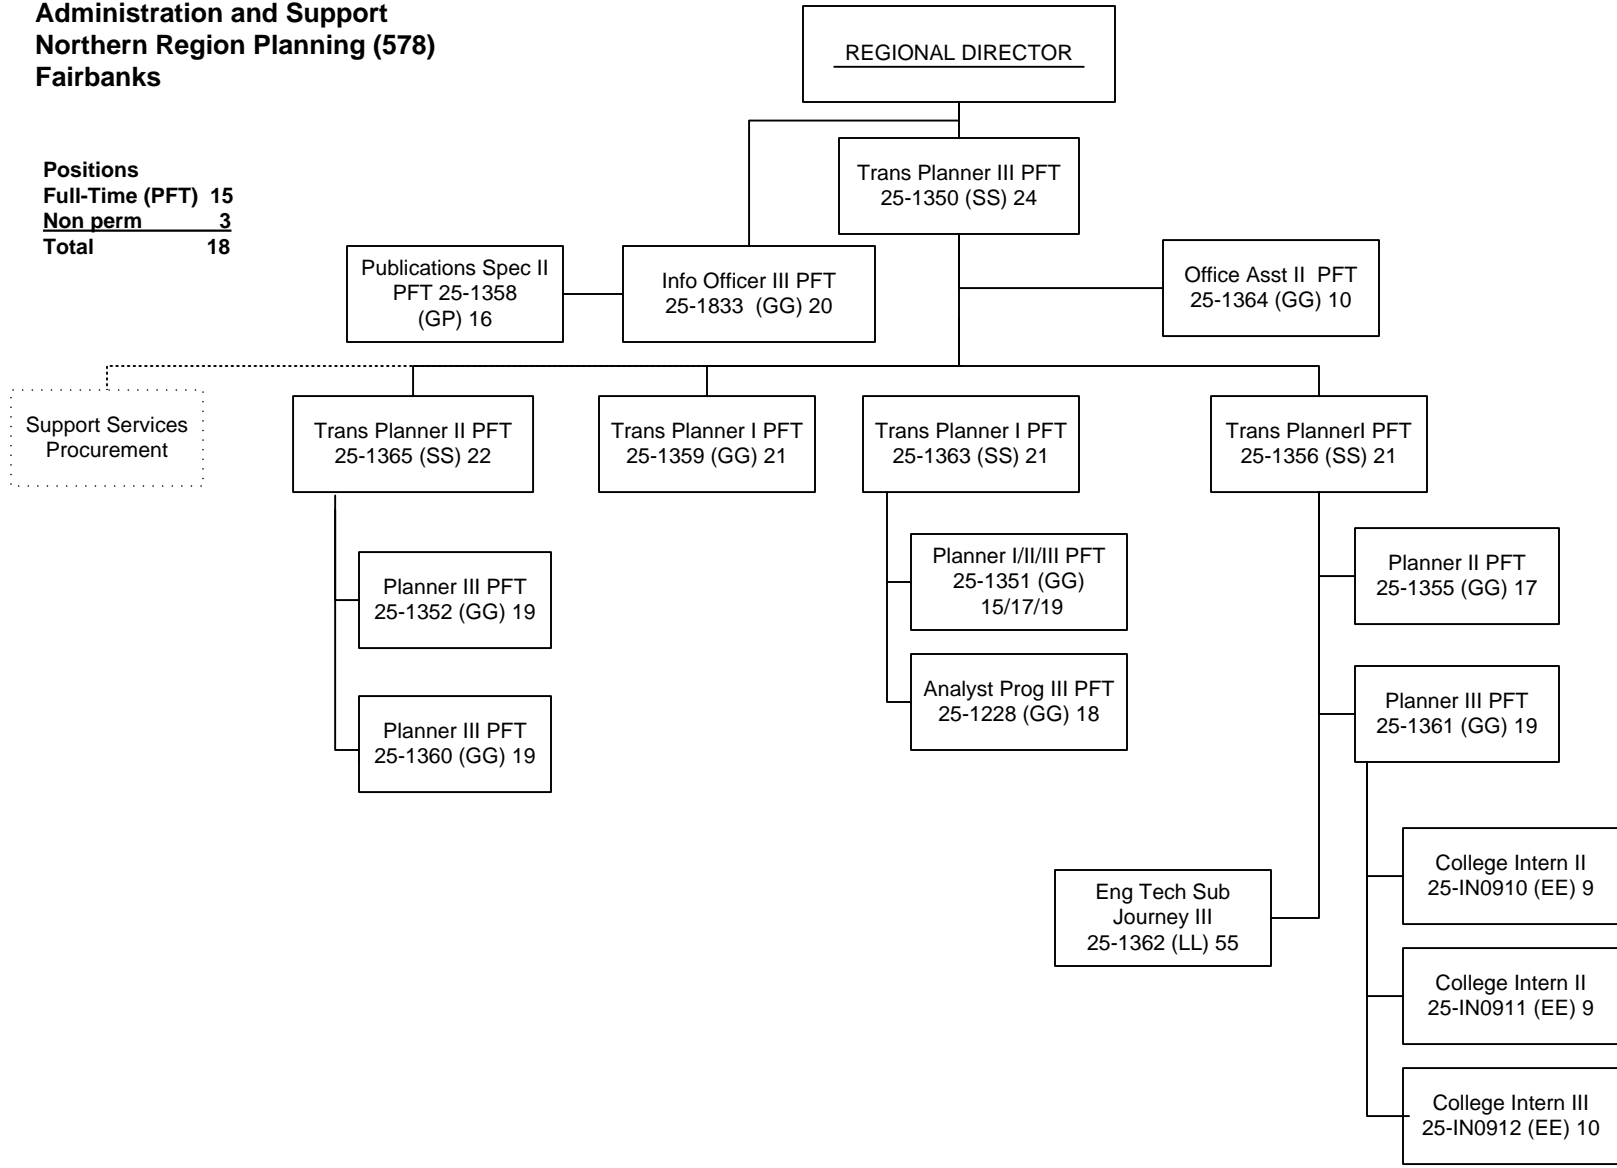 Administration and Support
Northern Region Planning (578)
Fairbanks
REGIONAL DIRECTOR
Positions
Full-Time (PFT) 15
Non perm 3
Total 18
Trans Planner III PFT
25-1350 (SS) 24
Publications Spec II
PFT 25-1358
(GP) 16
Info Officer III PFT
25-1833 (GG) 20
Office Asst II PFT
25-1364 (GG) 10
Support Services
Procurement
Trans Planner II PFT
25-1365 (SS) 22
Trans Planner I PFT
25-1359 (GG) 21
Trans Planner I PFT
25-1363 (SS) 21
Trans PlannerI PFT
25-1356 (SS) 21
Planner III PFT
25-1352 (GG) 19
Planner III PFT
25-1360 (GG) 19
Planner I/II/III PFT
25-1351 (GG)
15/17/19
Analyst Prog III PFT
25-1228 (GG) 18
Planner II PFT
25-1355 (GG) 17
Planner III PFT
25-1361 (GG) 19
Eng Tech Sub
Journey III
25-1362 (LL) 55
College Intern II
25-IN0910 (EE) 9
College Intern II
25-IN0911 (EE) 9
College Intern III
25-IN0912 (EE) 10